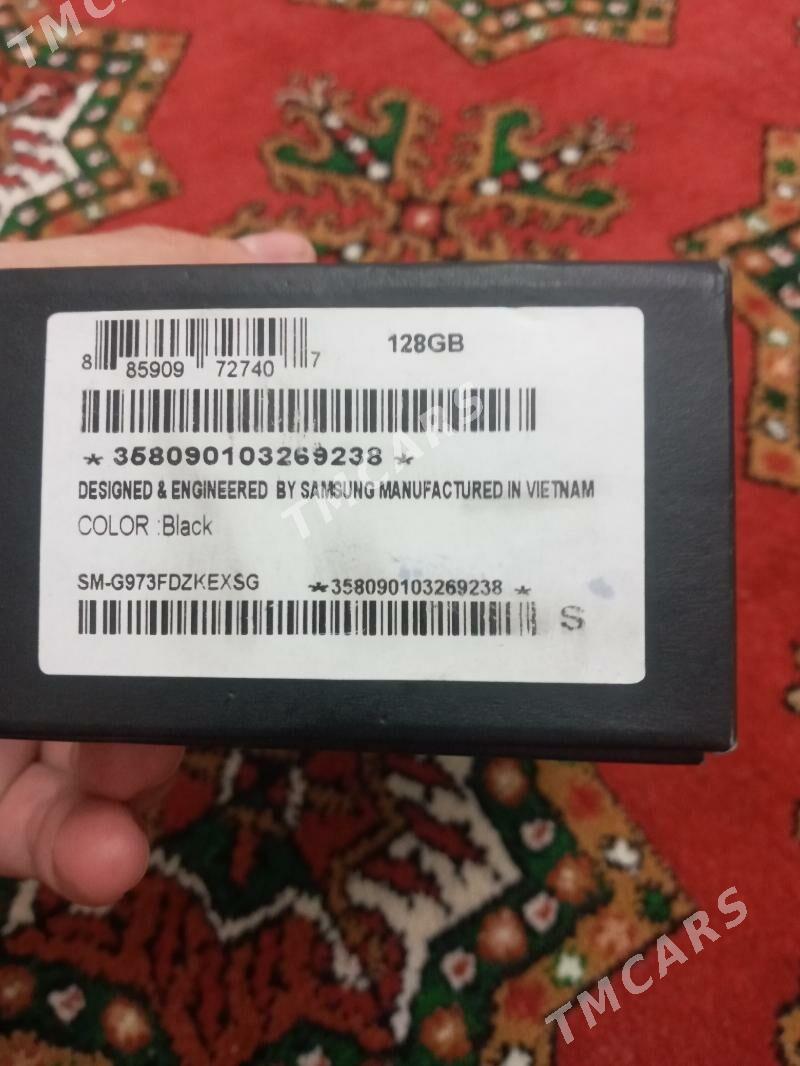 TMCARS
8 85909 72740 7
128GB
* 358090103269238 *
TMCARS
DESIGNED & ENGINEERED BY SAMSUNG MANUFACTURED IN VIETNAM
COLOR :Black
SM-G973FDZKEXSG
*358090103269238 *
S
TMCARS